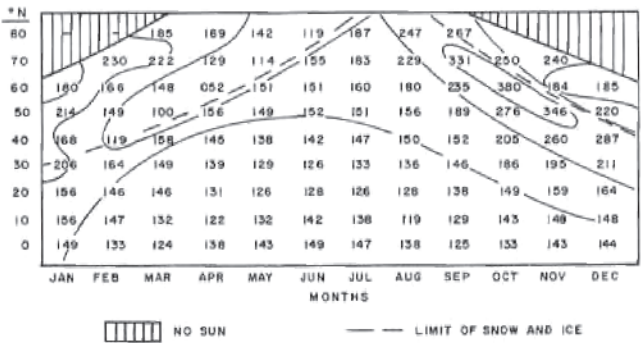 °N
80 185 169 142 119 187 247 267
70 230 222 129 114 155 183 229 331 250 240
60 180 166 148 052 151 151 160 180 235 380 184 185
50 214 149 100 156 149 152 151 156 189 276 346 220
40 168 119 158 145 138 142 147 150 152 205 260 287
30 206 164 149 139 129 126 133 136 146 186 195 211
20 156 146 146 131 126 128 126 128 138 149 159 164
10 156 147 132 122 132 142 138 119 129 143 148 148
0 149 133 124 138 143 149 147 138 125 133 143 144
JAN FEB MAR APR MAY JUN JUL AUG SEP OCT NOV DEC
MONTHS
NO SUN LIMIT OF SNOW AND ICE